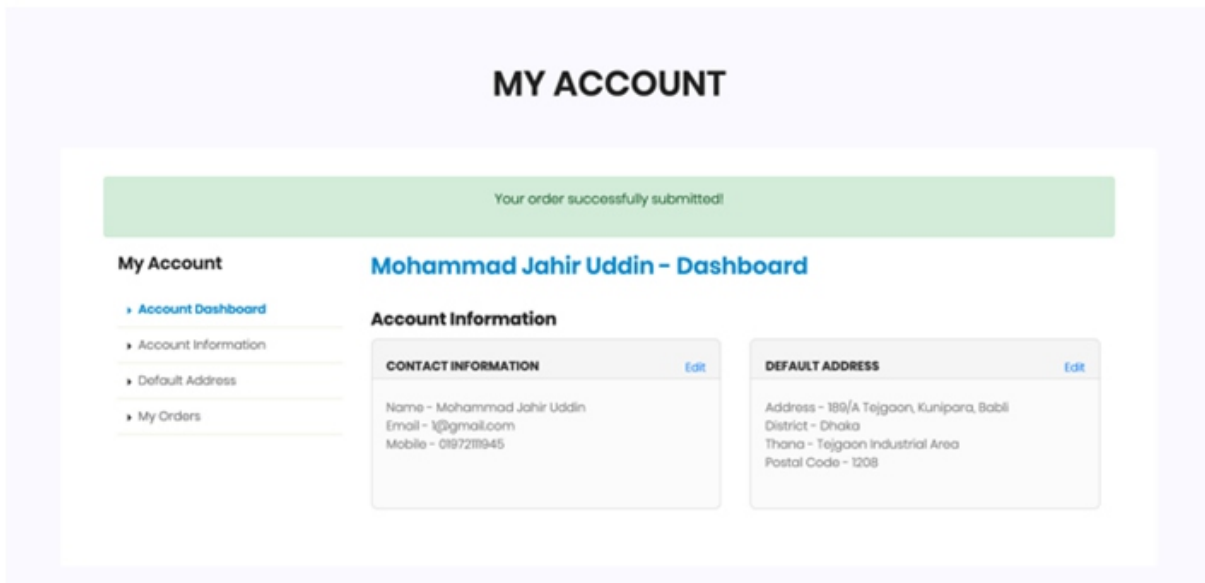 MY ACCOUNT
Your order successfully submitted!
My Account
Account Dashboard
Account Information
Default Address
My Orders
Mohammad Jahir Uddin - Dashboard
Account Information
CONTACT INFORMATION Edit
Name - Mohammad Jahir Uddin
Email - 1@gmail.com
Mobile - 01972111945
DEFAULT ADDRESS Edit
Address - 189/A Tejgaon, Kunipara, Babli
District - Dhaka
Thana - Tejgaon Industrial Area
Postal Code - 1208